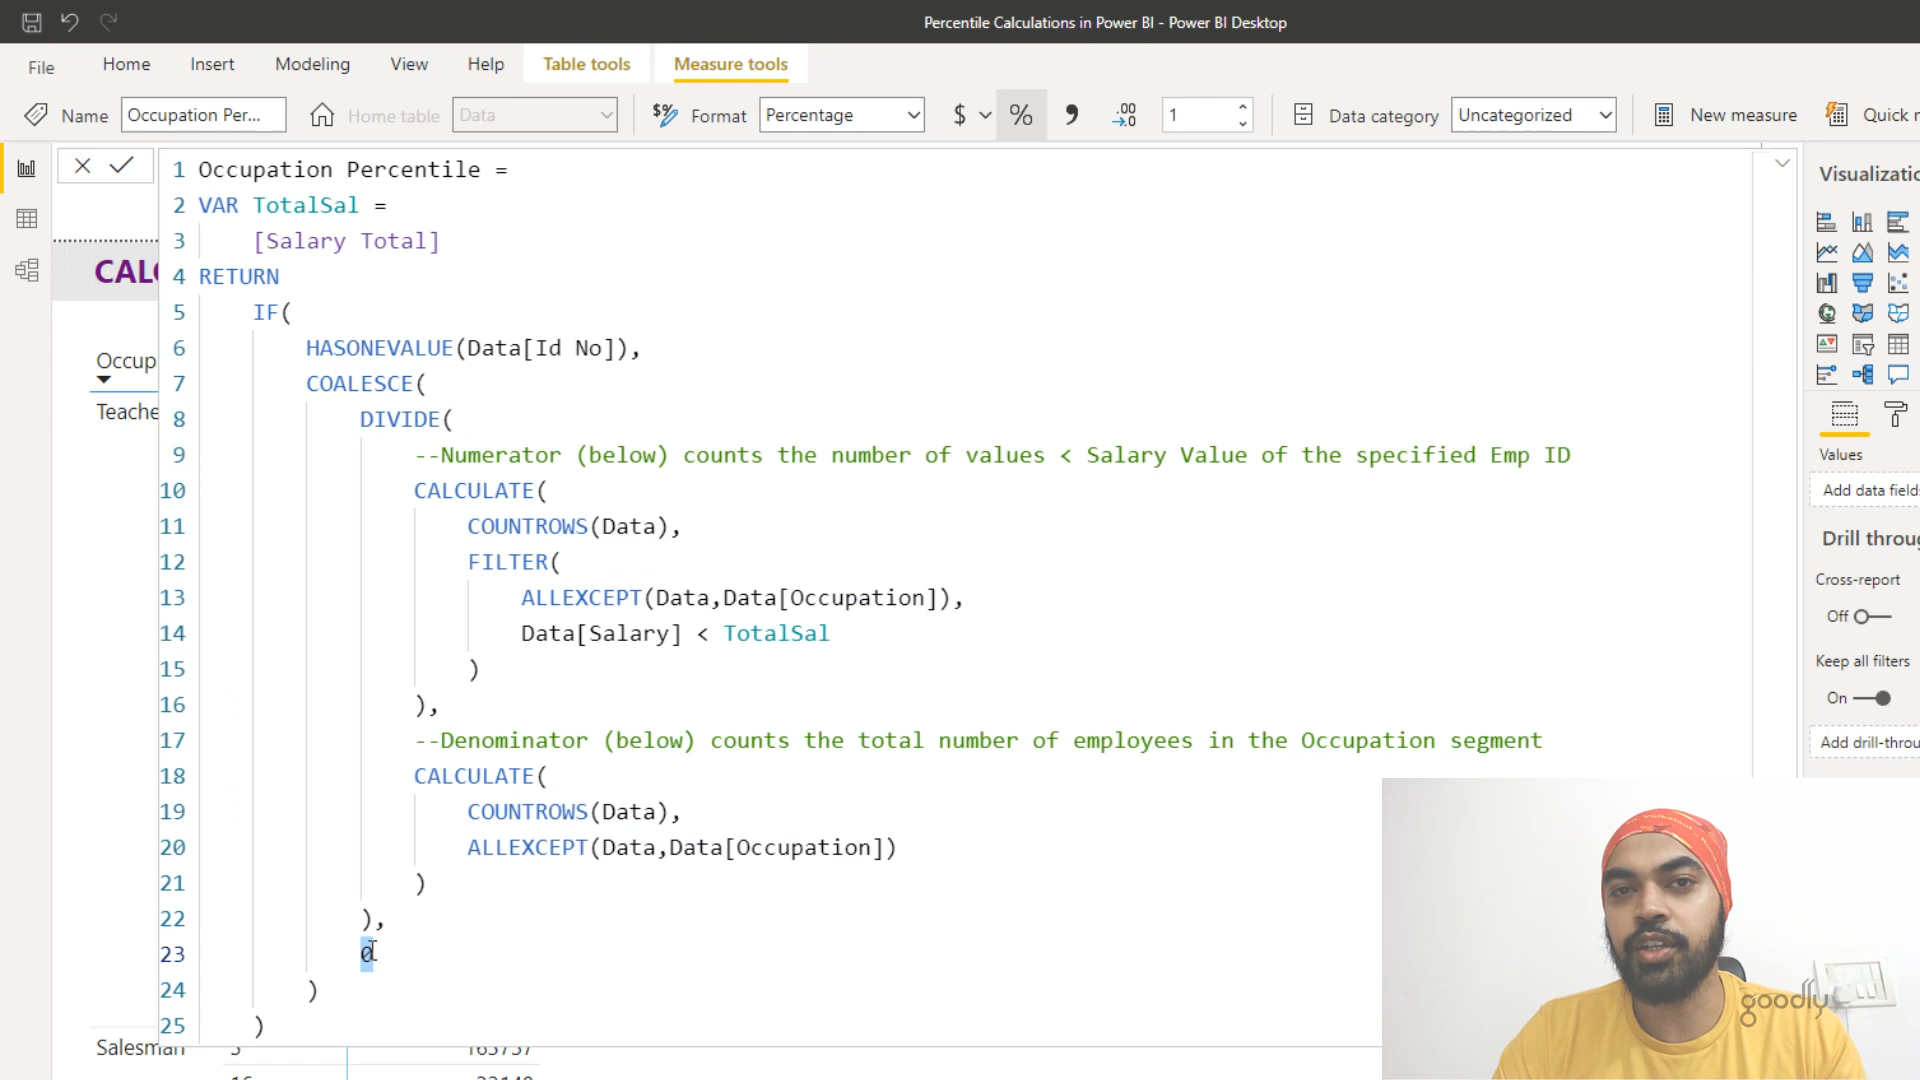 Percentile Calculations in Power BI - Power BI Desktop
File Home Insert Modeling View Help Table tools Measure tools
Name Occupation Per... Home table Data Format Percentage $ % 9 .00 1 Data category Uncategorized New measure Quick
1 Occupation Percentile =
2 VAR TotalSal =
3 [Salary Total]
4 RETURN
5 IF(
6 HASONEVALUE(Data[Id No]),
7 COALESCE(
8 DIVIDE(
9 --Numerator (below) counts the number of values < Salary Value of the specified Emp ID
10 CALCULATE(
11 COUNTROWS(Data),
12 FILTER(
13 ALLEXCEPT(Data,Data[Occupation]),
14 Data[Salary] < TotalSal
15 )
16 ),
17 --Denominator (below) counts the total number of employees in the Occupation segment
18 CALCULATE(
19 COUNTROWS(Data),
20 ALLEXCEPT(Data,Data[Occupation])
21 )
22 ),
23 0
24 )
25 )
CALC
Occup
Teache
Salesman
Visualizatio
Values
Add data fields
Drill throug
Cross-report
Off
Keep all filters
On
Add drill-throu
goodly